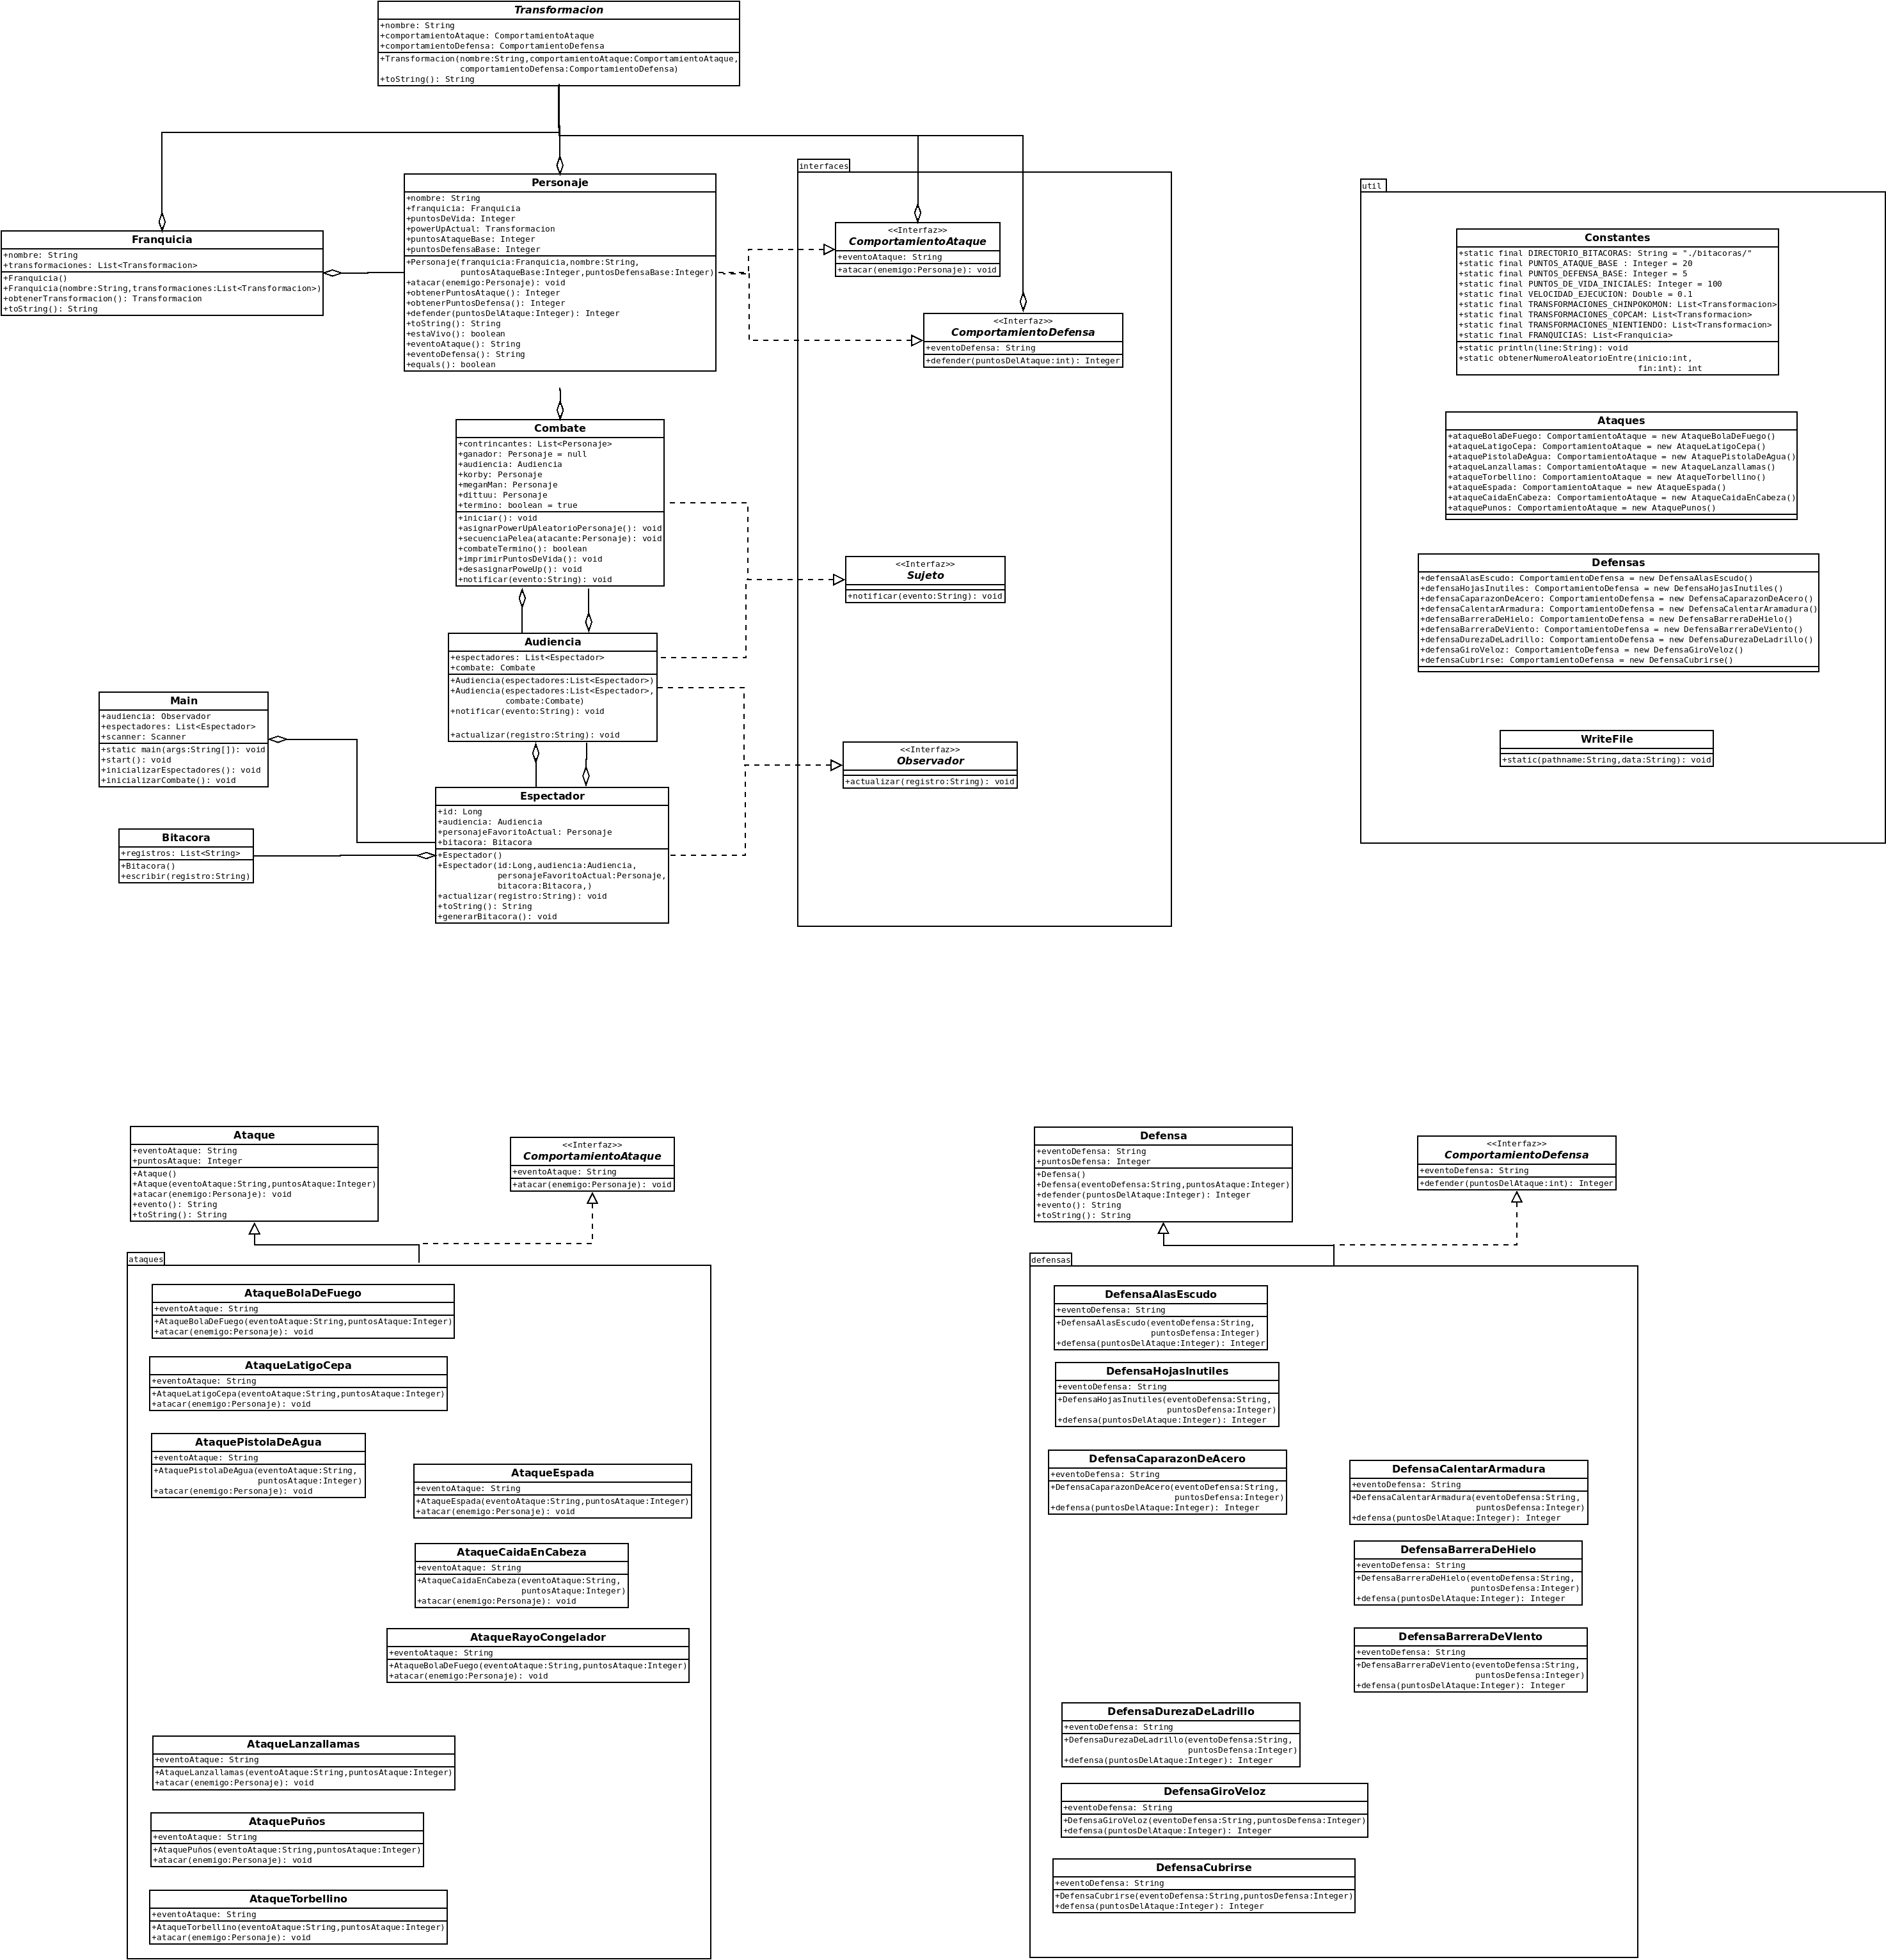 Transformacion
+nombre: String
+comportamientoAtaque: ComportamientoAtaque
+comportamientoDefensa: ComportamientoDefensa
+Transformacion(nombre:String,comportamientoAtaque:ComportamientoAtaque,
comportamientoDefensa:ComportamientoDefensa)
+toString(): String
Franquicia
+nombre: String
+transformaciones: List<Transformacion>
+Franquicia()
+Franquicia(nombre:String,transformaciones:List<Transformacion>)
+obtenerTransformacion(): Transformacion
+toString(): String
Personaje
+nombre: String
+franquicia: Franquicia
+puntosDeVida: Integer
+powerUpActual: Transformacion
+puntosAtaqueBase: Integer
+puntosDefensaBase: Integer
+Personaje(franquicia:Franquicia,nombre:String,
puntosAtaqueBase:Integer,puntosDefensaBase:Integer)
+atacar(enemigo:Personaje): void
+obtenerPuntosAtaque(): Integer
+obtenerPuntosDefensa(): Integer
+defender(puntosDelAtaque:Integer): Integer
+toString(): String
+estaVivo(): boolean
+eventoAtaque(): String
+eventoDefensa(): String
+equals(): boolean
Combate
+contrincantes: List<Personaje>
+ganador: Personaje = null
+audiencia: Audiencia
+korby: Personaje
+meganMan: Personaje
+dittuu: Personaje
+termino: boolean = true
+iniciar(): void
+asignarPowerUpAleatorioPersonaje(): void
+secuenciaPelea(atacante:Personaje): void
+combateTermino(): boolean
+imprimirPuntosDeVida(): void
+desasignarPoweUp(): void
+notificar(evento:String): void
Audiencia
+espectadores: List<Espectador>
+combate: Combate
+Audiencia(espectadores:List<Espectador>)
+Audiencia(espectadores:List<Espectador>,
combate:Combate)
+notificar(evento:String): void
+actualizar(registro:String): void
Main
+audiencia: Observador
+espectadores: List<Espectador>
+scanner: Scanner
+static main(args:String[]): void
+start(): void
+inicializarEspectadores(): void
+inicializarCombate(): void
Bitacora
+registros: List<String>
+Bitacora()
+escribir(registro:String)
Espectador
+id: Long
+audiencia: Audiencia
+personajeFavoritoActual: Personaje
+bitacora: Bitacora
+Espectador()
+Espectador(id:Long,audiencia:Audiencia,
personajeFavoritoActual:Personaje,
bitacora:Bitacora,)
+actualizar(registro:String): void
+toString(): String
+generarBitacora(): void
interfaces
<<Interfaz>>
ComportamientoAtaque
+eventoAtaque: String
+atacar(enemigo:Personaje): void
<<Interfaz>>
ComportamientoDefensa
+eventoDefensa: String
+defender(puntosDelAtaque:int): Integer
<<Interfaz>>
Sujeto
+notificar(evento:String): void
<<Interfaz>>
Observador
+actualizar(registro:String): void
util
Constantes
+static final DIRECTORIO_BITACORAS: String = "./bitacoras/"
+static final PUNTOS_ATAQUE_BASE : Integer = 20
+static final PUNTOS_DEFENSA_BASE: Integer = 5
+static final PUNTOS_DE_VIDA_INICIALES: Integer = 100
+static final VELOCIDAD_EJECUCION: Double = 0.1
+static final TRANSFORMACIONES_CHINPOKOMON: List<Transformacion>
+static final TRANSFORMACIONES_COPCAM: List<Transformacion>
+static final TRANSFORMACIONES_NIENTIENDO: List<Transformacion>
+static final FRANQUICIAS: List<Franquicia>
+static println(line:String): void
+static obtenerNumeroAleatorioEntre(inicio:int,
fin:int): int
Ataques
+ataqueBolaDeFuego: ComportamientoAtaque = new AtaqueBolaDeFuego()
+ataqueLatigoCepa: ComportamientoAtaque = new AtaqueLatigoCepa()
+ataquePistolaDeAgua: ComportamientoAtaque = new AtaquePistolaDeAgua()
+ataqueLanzallamas: ComportamientoAtaque = new AtaqueLanzallamas()
+ataqueTorbellino: ComportamientoAtaque = new AtaqueTorbellino()
+ataqueEspada: ComportamientoAtaque = new AtaqueEspada()
+ataqueCaidaEnCabeza: ComportamientoAtaque = new AtaqueCaidaEnCabeza()
+ataquePunos: ComportamientoAtaque = new AtaquePunos()
Defensas
+defensaAlasEscudo: ComportamientoDefensa = new DefensaAlasEscudo()
+defensaHojasInutiles: ComportamientoDefensa = new DefensaHojasInutiles()
+defensaCaparazonDeAcero: ComportamientoDefensa = new DefensaCaparazonDeAcero()
+defensaCalentarArmadura: ComportamientoDefensa = new DefensaCalentarAramadura()
+defensaBarreraDeHielo: ComportamientoDefensa = new DefensaBarreraDeHielo()
+defensaBarreraDeViento: ComportamientoDefensa = new DefensaBarreraDeViento()
+defensaDurezaDeLadrillo: ComportamientoDefensa = new DefensaDurezaDeLadrillo()
+defensaGiroVeloz: ComportamientoDefensa = new DefensaGiroVeloz()
+defensaCubrirse: ComportamientoDefensa = new DefensaCubrirse()
WriteFile
+static(pathname:String,data:String): void
Ataque
+eventoAtaque: String
+puntosAtaque: Integer
+Ataque()
+Ataque(eventoAtaque:String,puntosAtaque:Integer)
+atacar(enemigo:Personaje): void
+evento(): String
+toString(): String
<<Interfaz>>
ComportamientoAtaque
+eventoAtaque: String
+atacar(enemigo:Personaje): void
ataques
AtaqueBolaDeFuego
+eventoAtaque: String
+AtaqueBolaDeFuego(eventoAtaque:String,puntosAtaque:Integer)
+atacar(enemigo:Personaje): void
AtaqueLatigoCepa
+eventoAtaque: String
+AtaqueLatigoCepa(eventoAtaque:String,puntosAtaque:Integer)
+atacar(enemigo:Personaje): void
AtaquePistolaDeAgua
+eventoAtaque: String
+AtaquePistolaDeAgua(eventoAtaque:String,
puntosAtaque:Integer)
+atacar(enemigo:Personaje): void
AtaqueEspada
+eventoAtaque: String
+AtaqueEspada(eventoAtaque:String,puntosAtaque:Integer)
+atacar(enemigo:Personaje): void
AtaqueCaidaEnCabeza
+eventoAtaque: String
+AtaqueCaidaEnCabeza(eventoAtaque:String,
puntosAtaque:Integer)
+atacar(enemigo:Personaje): void
AtaqueRayoCongelador
+eventoAtaque: String
+AtaqueBolaDeFuego(eventoAtaque:String,puntosAtaque:Integer)
+atacar(enemigo:Personaje): void
AtaqueLanzallamas
+eventoAtaque: String
+AtaqueLanzallamas(eventoAtaque:String,puntosAtaque:Integer)
+atacar(enemigo:Personaje): void
AtaquePuños
+eventoAtaque: String
+AtaquePuños(eventoAtaque:String,puntosAtaque:Integer)
+atacar(enemigo:Personaje): void
AtaqueTorbellino
+eventoAtaque: String
+AtaqueTorbellino(eventoAtaque:String,puntosAtaque:Integer)
+atacar(enemigo:Personaje): void
Defensa
+eventoDefensa: String
+puntosDefensa: Integer
+Defensa()
+Defensa(eventoDefensa:String,puntosAtaque:Integer)
+defender(puntosDelAtaque:Integer): Integer
+evento(): String
+toString(): String
<<Interfaz>>
ComportamientoDefensa
+eventoDefensa: String
+defender(puntosDelAtaque:int): Integer
defensas
DefensaAlasEscudo
+eventoDefensa: String
+DefensaAlasEscudo(eventoDefensa:String,
puntosDefensa:Integer)
+defensa(puntosDelAtaque:Integer): Integer
DefensaHojasInutiles
+eventoDefensa: String
+DefensaHojasInutiles(eventoDefensa:String,
puntosDefensa:Integer)
+defensa(puntosDelAtaque:Integer): Integer
DefensaCaparazonDeAcero
+eventoDefensa: String
+DefensaCaparazonDeAcero(eventoDefensa:String,
puntosDefensa:Integer)
+defensa(puntosDelAtaque:Integer): Integer
DefensaCalentarArmadura
+eventoDefensa: String
+DefensaCalentarArmadura(eventoDefensa:String,
puntosDefensa:Integer)
+defensa(puntosDelAtaque:Integer): Integer
DefensaBarreraDeHielo
+eventoDefensa: String
+DefensaBarreraDeHielo(eventoDefensa:String,
puntosDefensa:Integer)
+defensa(puntosDelAtaque:Integer): Integer
DefensaBarreraDeVIento
+eventoDefensa: String
+DefensaBarreraDeViento(eventoDefensa:String,
puntosDefensa:Integer)
+defensa(puntosDelAtaque:Integer): Integer
DefensaDurezaDeLadrillo
+eventoDefensa: String
+DefensaDurezaDeLadrillo(eventoDefensa:String,
puntosDefensa:Integer)
+defensa(puntosDelAtaque:Integer): Integer
DefensaGiroVeloz
+eventoDefensa: String
+DefensaGiroVeloz(eventoDefensa:String,puntosDefensa:Integer)
+defensa(puntosDelAtaque:Integer): Integer
DefensaCubrirse
+eventoDefensa: String
+DefensaCubrirse(eventoDefensa:String,puntosDefensa:Integer)
+defensa(puntosDelAtaque:Integer): Integer